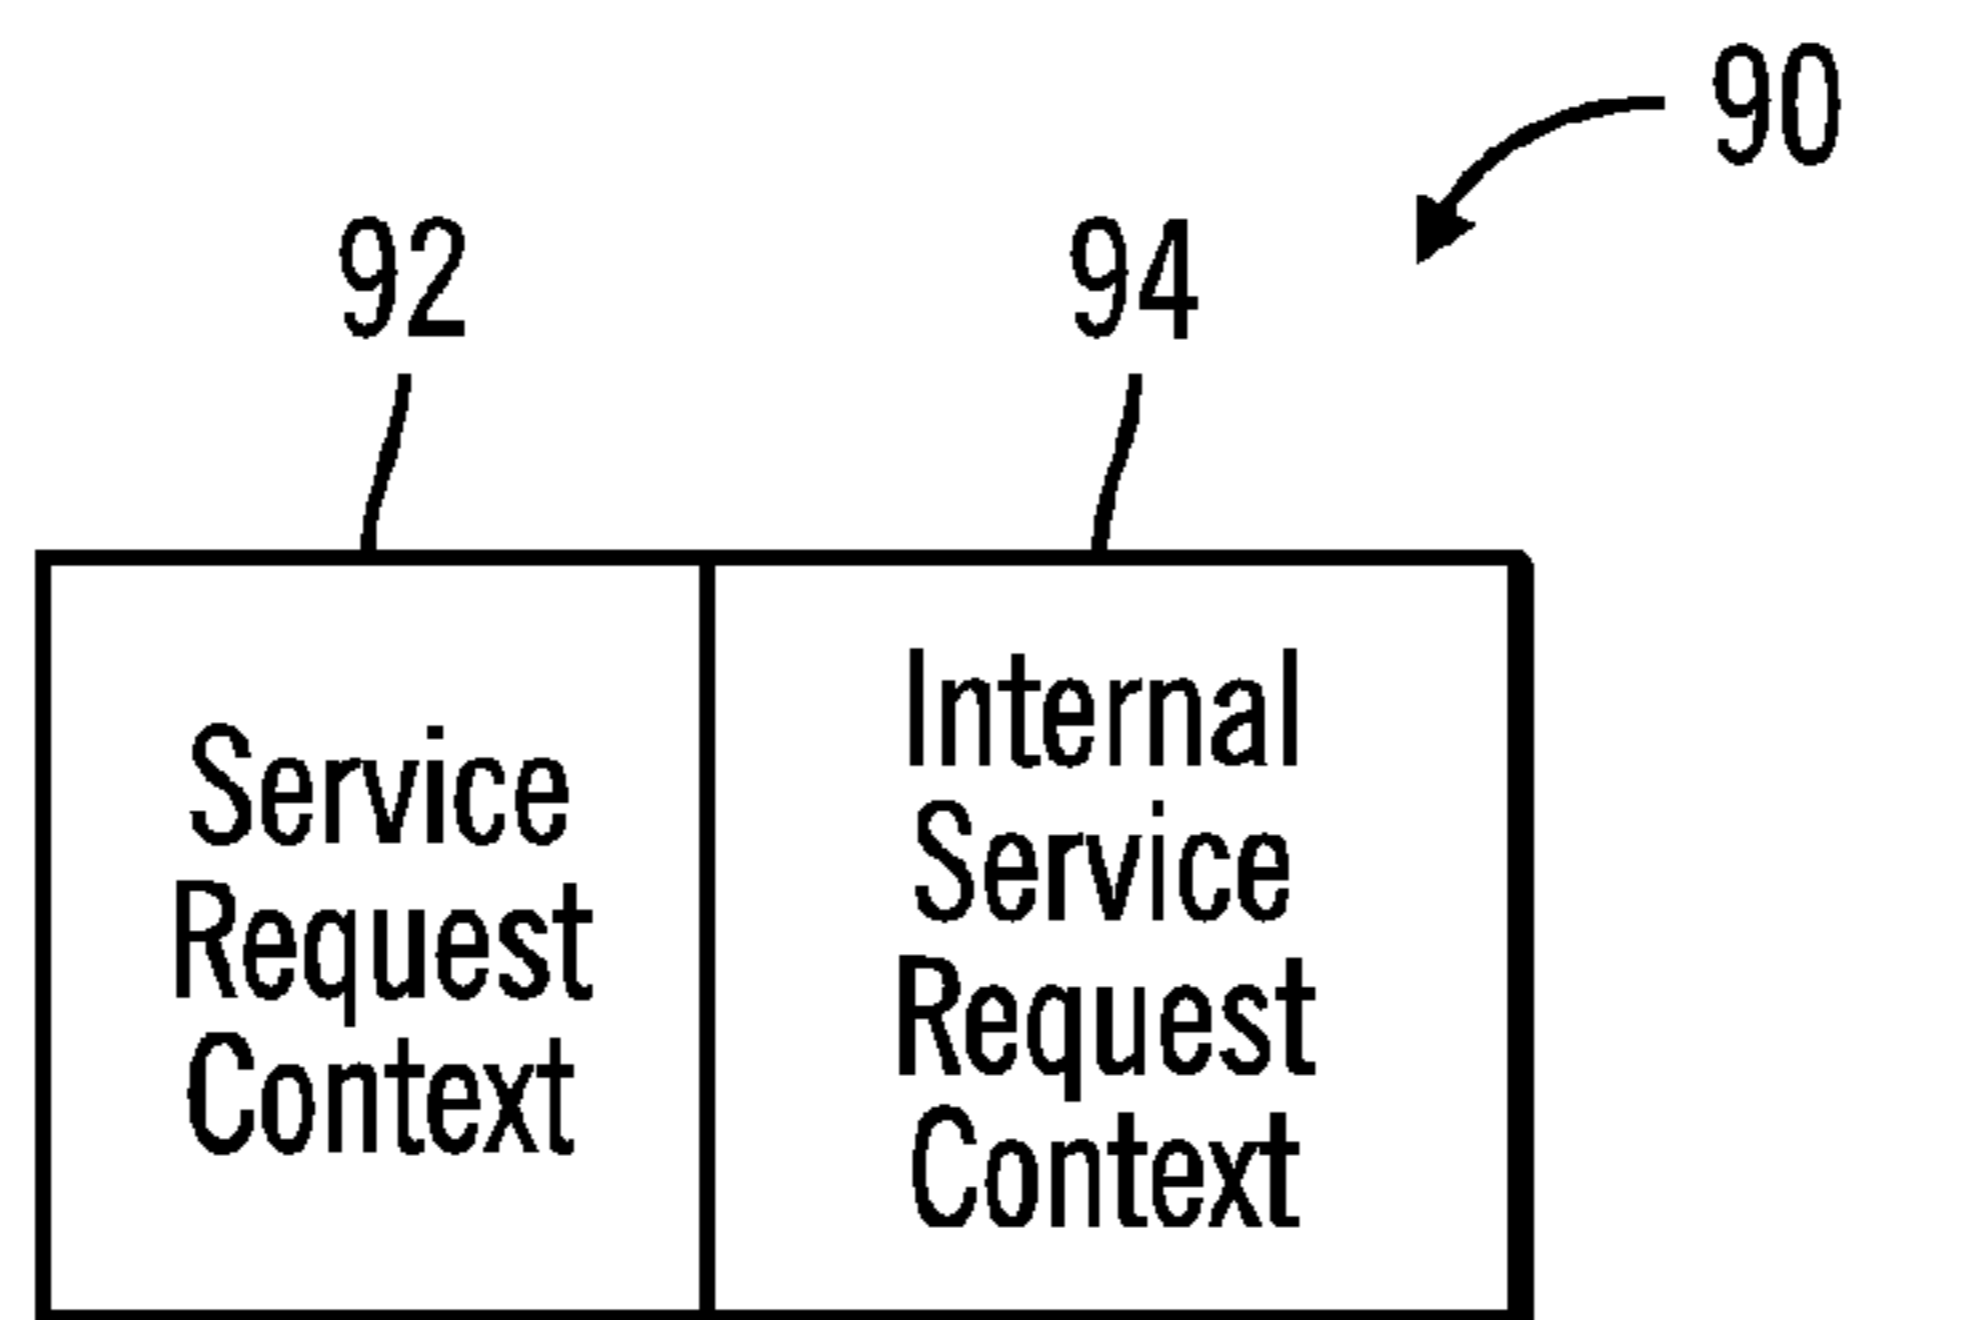 90
92
94
Service
Request
Context
Internal
Service
Request
Context